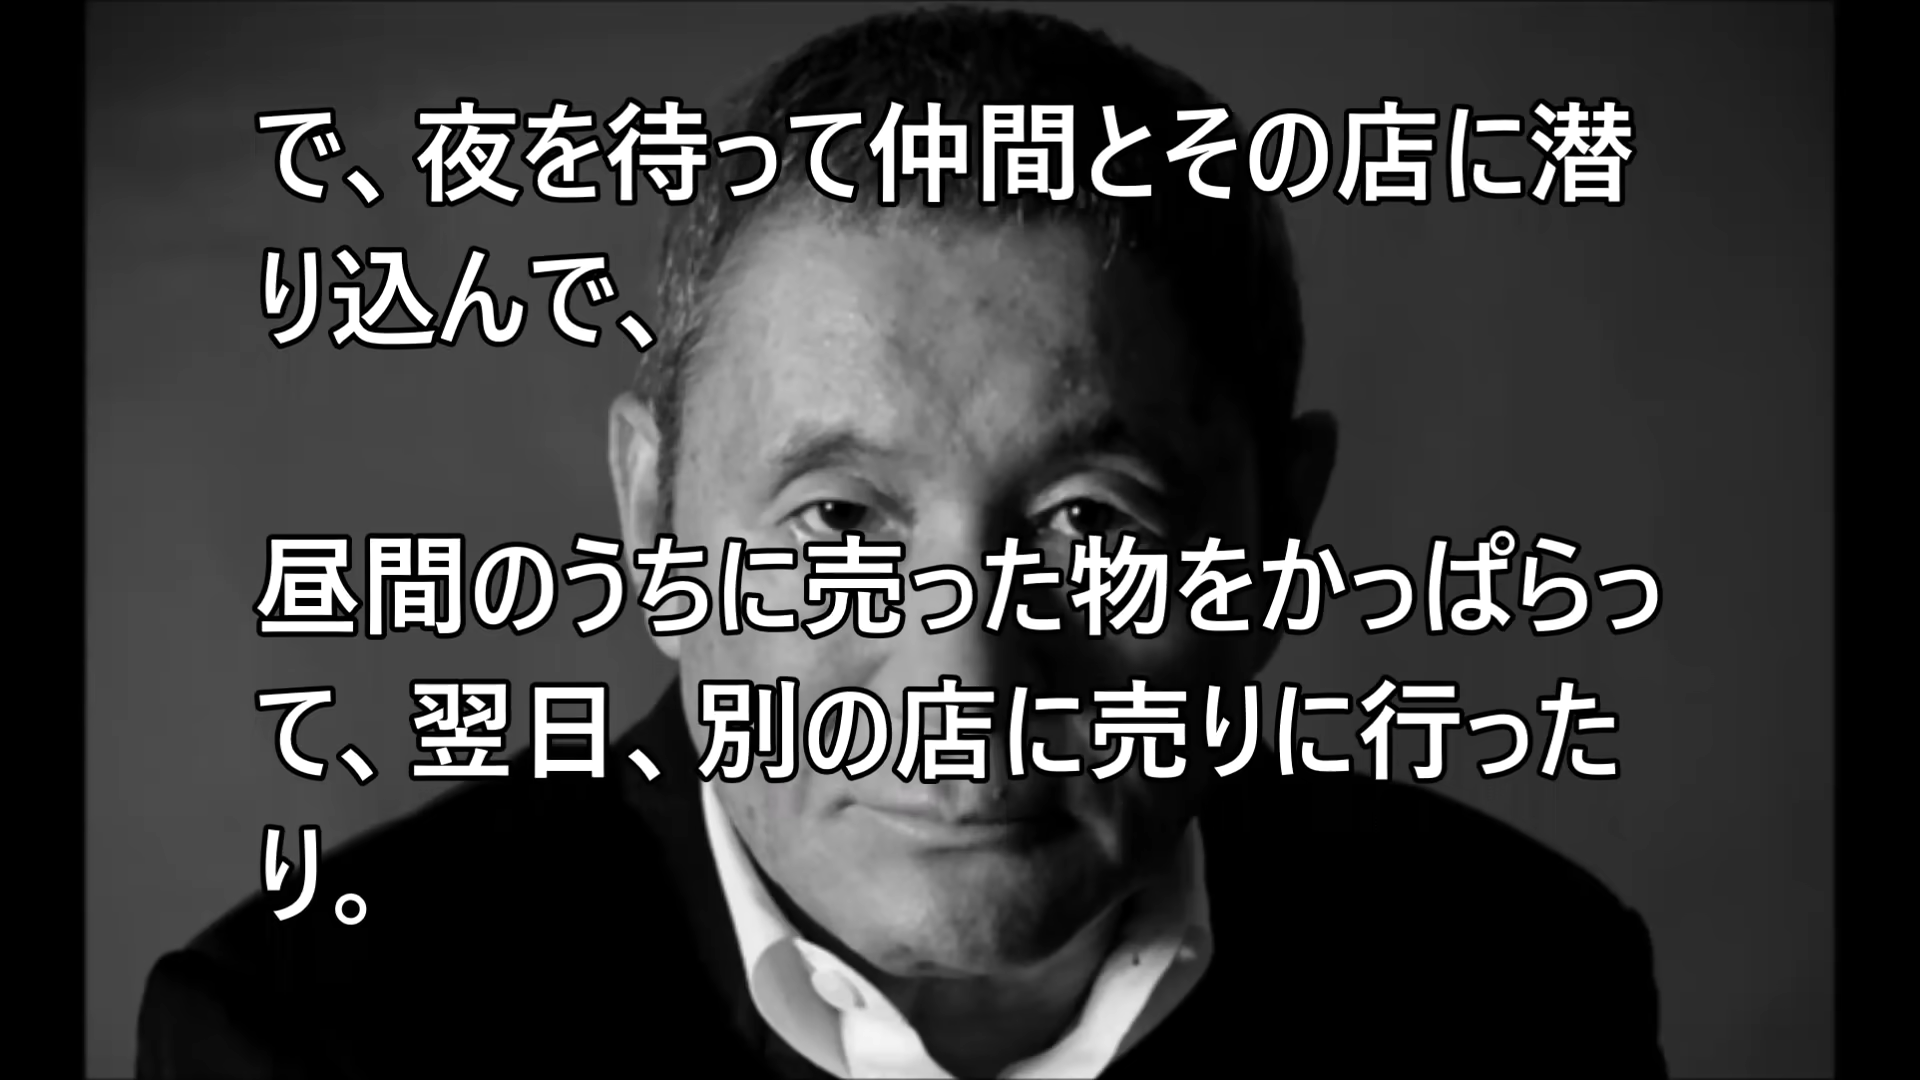 で、夜を待って仲間とその店に潜
り込んで、
昼間のうちに売った物をかっぱらっ
て、翌日、別の店に売りに行った
り。